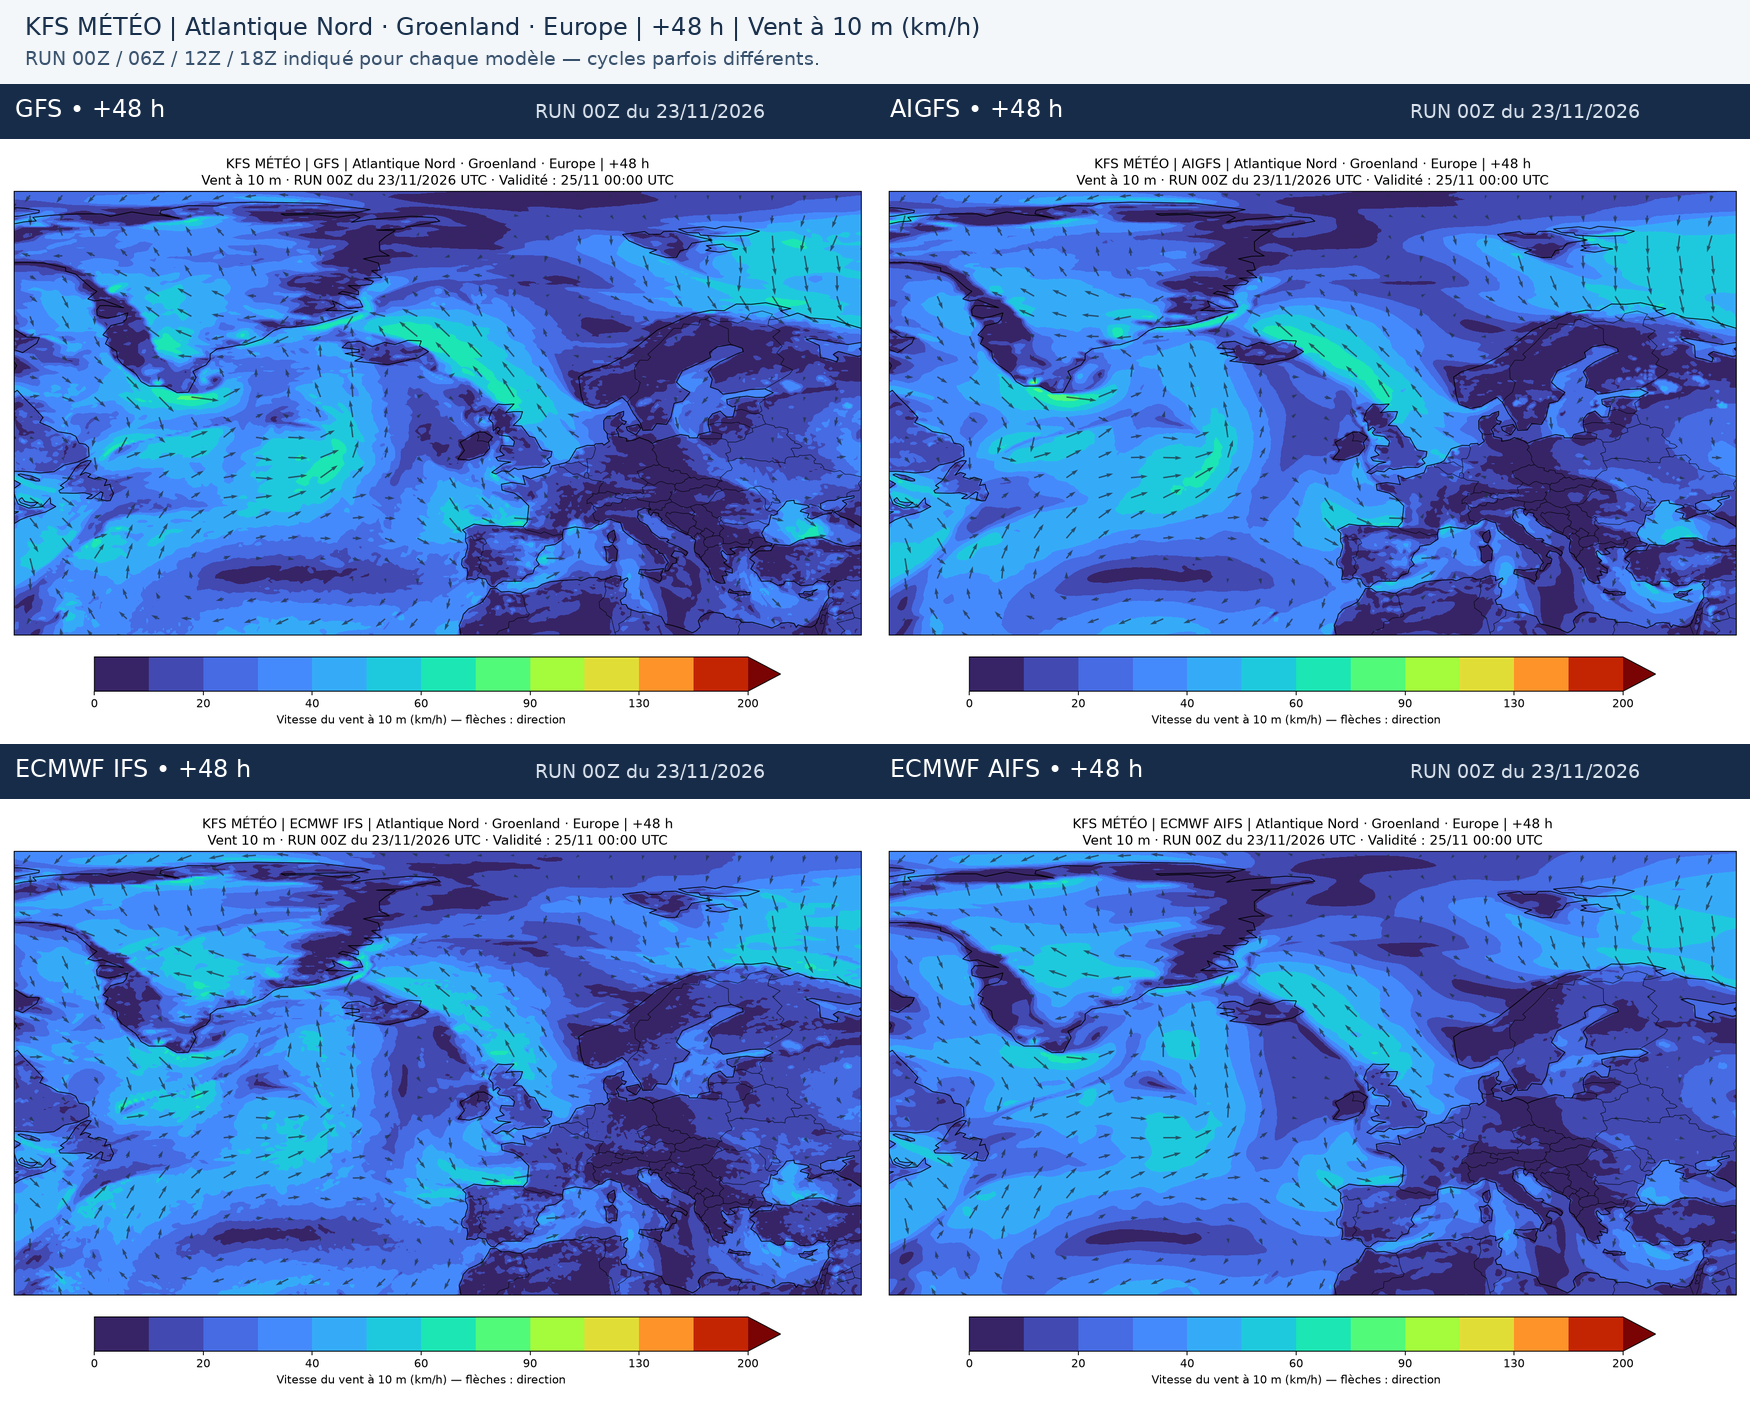 KFS MÉTÉO | Atlantique Nord · Groenland · Europe | +48 h | Vent à 10 m (km/h)
RUN 00Z / 06Z / 12Z / 18Z indiqué pour chaque modèle — cycles parfois différents.
GFS • +48 h
RUN 00Z du 23/11/2026
KFS MÉTÉO | GFS | Atlantique Nord · Groenland · Europe | +48 h
Vent à 10 m · RUN 00Z du 23/11/2026 UTC · Validité : 25/11 00:00 UTC
0 20 40 60 90 130 200
Vitesse du vent à 10 m (km/h) — flèches : direction
AIGFS • +48 h
RUN 00Z du 23/11/2026
KFS MÉTÉO | AIGFS | Atlantique Nord · Groenland · Europe | +48 h
Vent à 10 m · RUN 00Z du 23/11/2026 UTC · Validité : 25/11 00:00 UTC
0 20 40 60 90 130 200
Vitesse du vent à 10 m (km/h) — flèches : direction
ECMWF IFS • +48 h
RUN 00Z du 23/11/2026
KFS MÉTÉO | ECMWF IFS | Atlantique Nord · Groenland · Europe | +48 h
Vent 10 m · RUN 00Z du 23/11/2026 UTC · Validité : 25/11 00:00 UTC
0 20 40 60 90 130 200
Vitesse du vent à 10 m (km/h) — flèches : direction
ECMWF AIFS • +48 h
RUN 00Z du 23/11/2026
KFS MÉTÉO | ECMWF AIFS | Atlantique Nord · Groenland · Europe | +48 h
Vent 10 m · RUN 00Z du 23/11/2026 UTC · Validité : 25/11 00:00 UTC
0 20 40 60 90 130 200
Vitesse du vent à 10 m (km/h) — flèches : direction